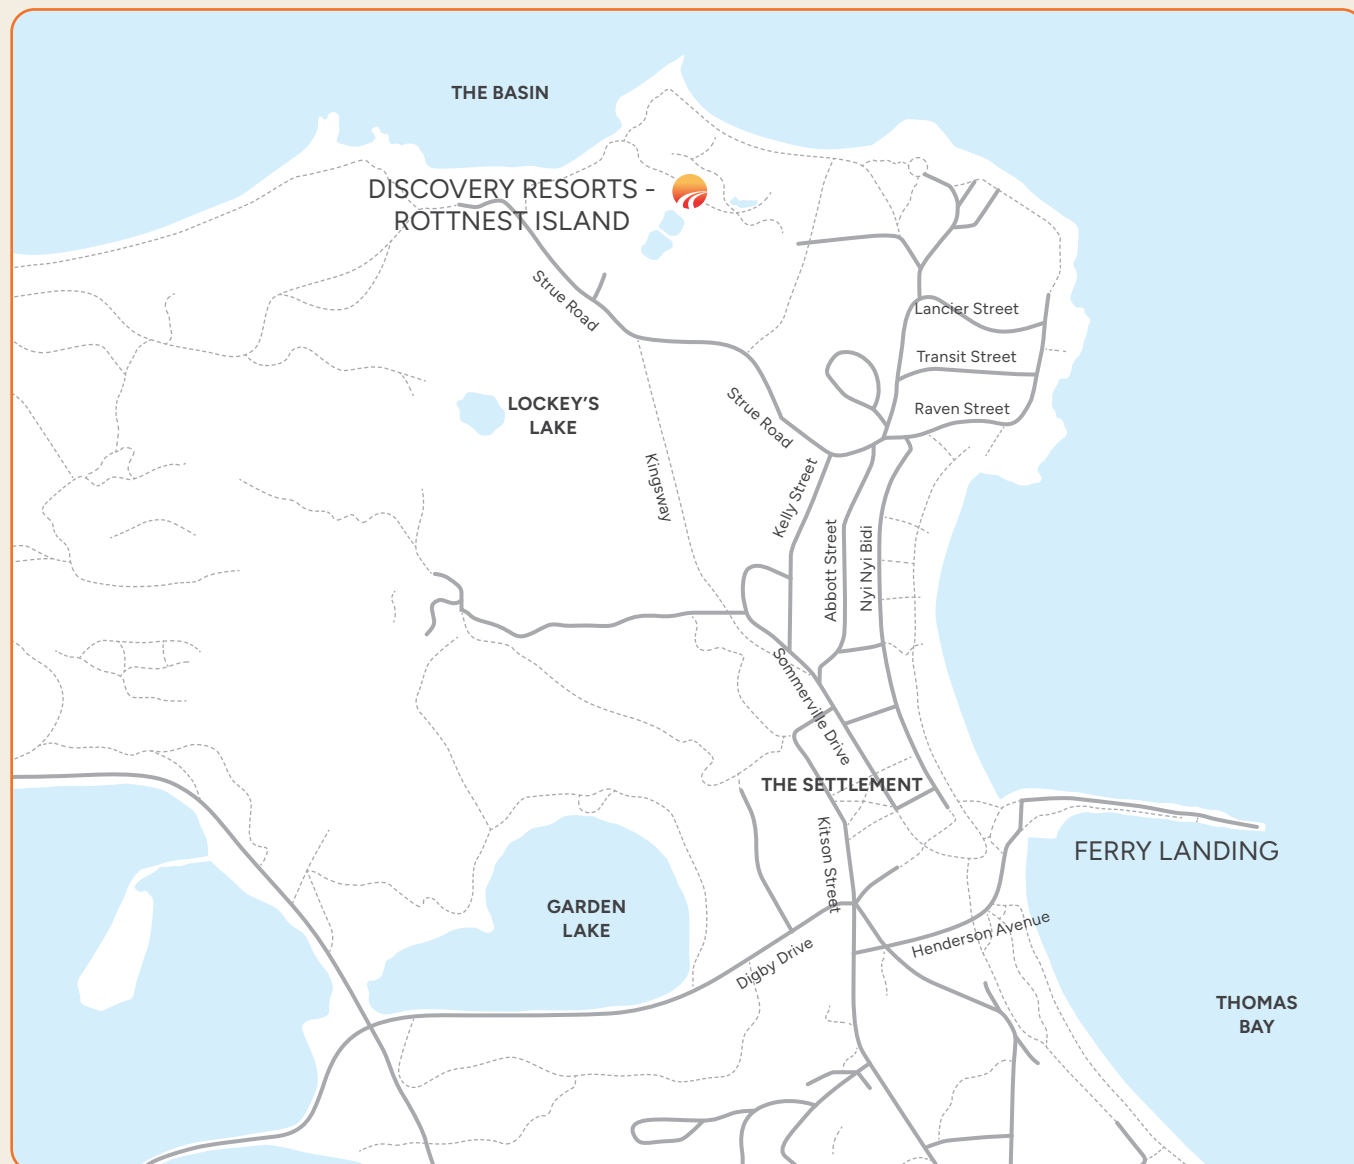 THE BASIN
DISCOVERY RESORTS -
ROTTNEST ISLAND
Strue Road
Lancier Street
Transit Street
Raven Street
LOCKEY'S
LAKE
Strue Road
Kingsway
Kelly Street
Abbott Street
Nyi Nyi Bidi
Sommerville Drive
THE SETTLEMENT
Kitson Street
FERRY LANDING
GARDEN
LAKE
Digby Drive
Henderson Avenue
THOMAS
BAY